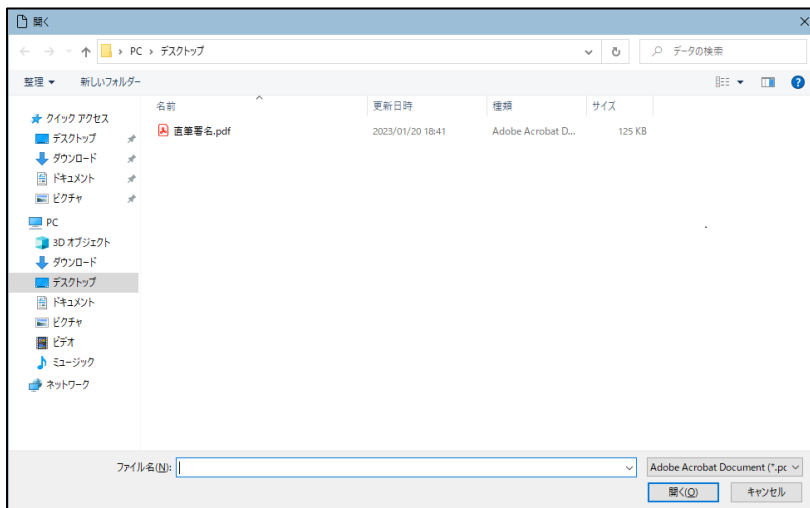 開く
PC › デスクトップ
データの検索
整理 新しいフォルダー
名前 更新日時 種類 サイズ
直筆署名.pdf 2023/01/20 18:41 Adobe Acrobat D... 125 KB
クイック アクセス
デスクトップ
ダウンロード
ドキュメント
ピクチャ
PC
3D オブジェクト
ダウンロード
デスクトップ
ドキュメント
ピクチャ
ビデオ
ミュージック
ネットワーク
ファイル名(N): Adobe Acrobat Document (*.pc
開く(O) キャンセル